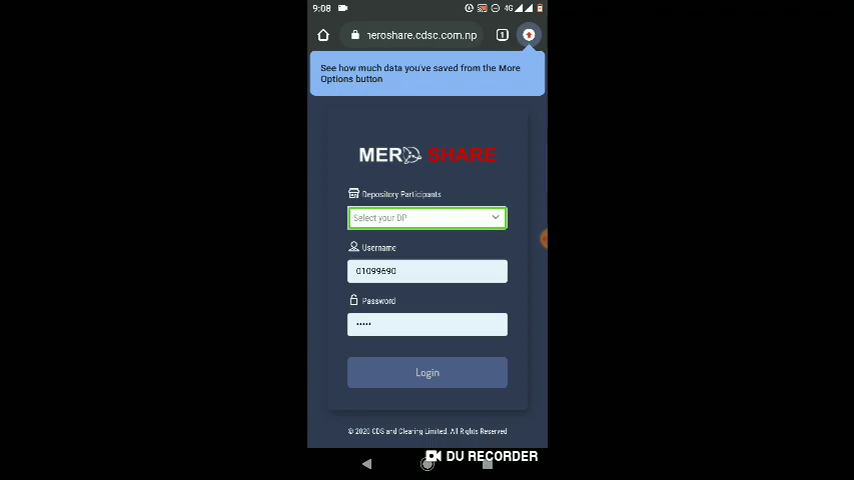 9:08
4G
neroshare.cdsc.com.np
1
See how much data you've saved from the More
Options button
MERO SHARE
Depository Participants
Select your DP
Username
01099690
Password
•••••
Login
© 2020 CDS and Clearing Limited. All Rights Reserved
DU RECORDER